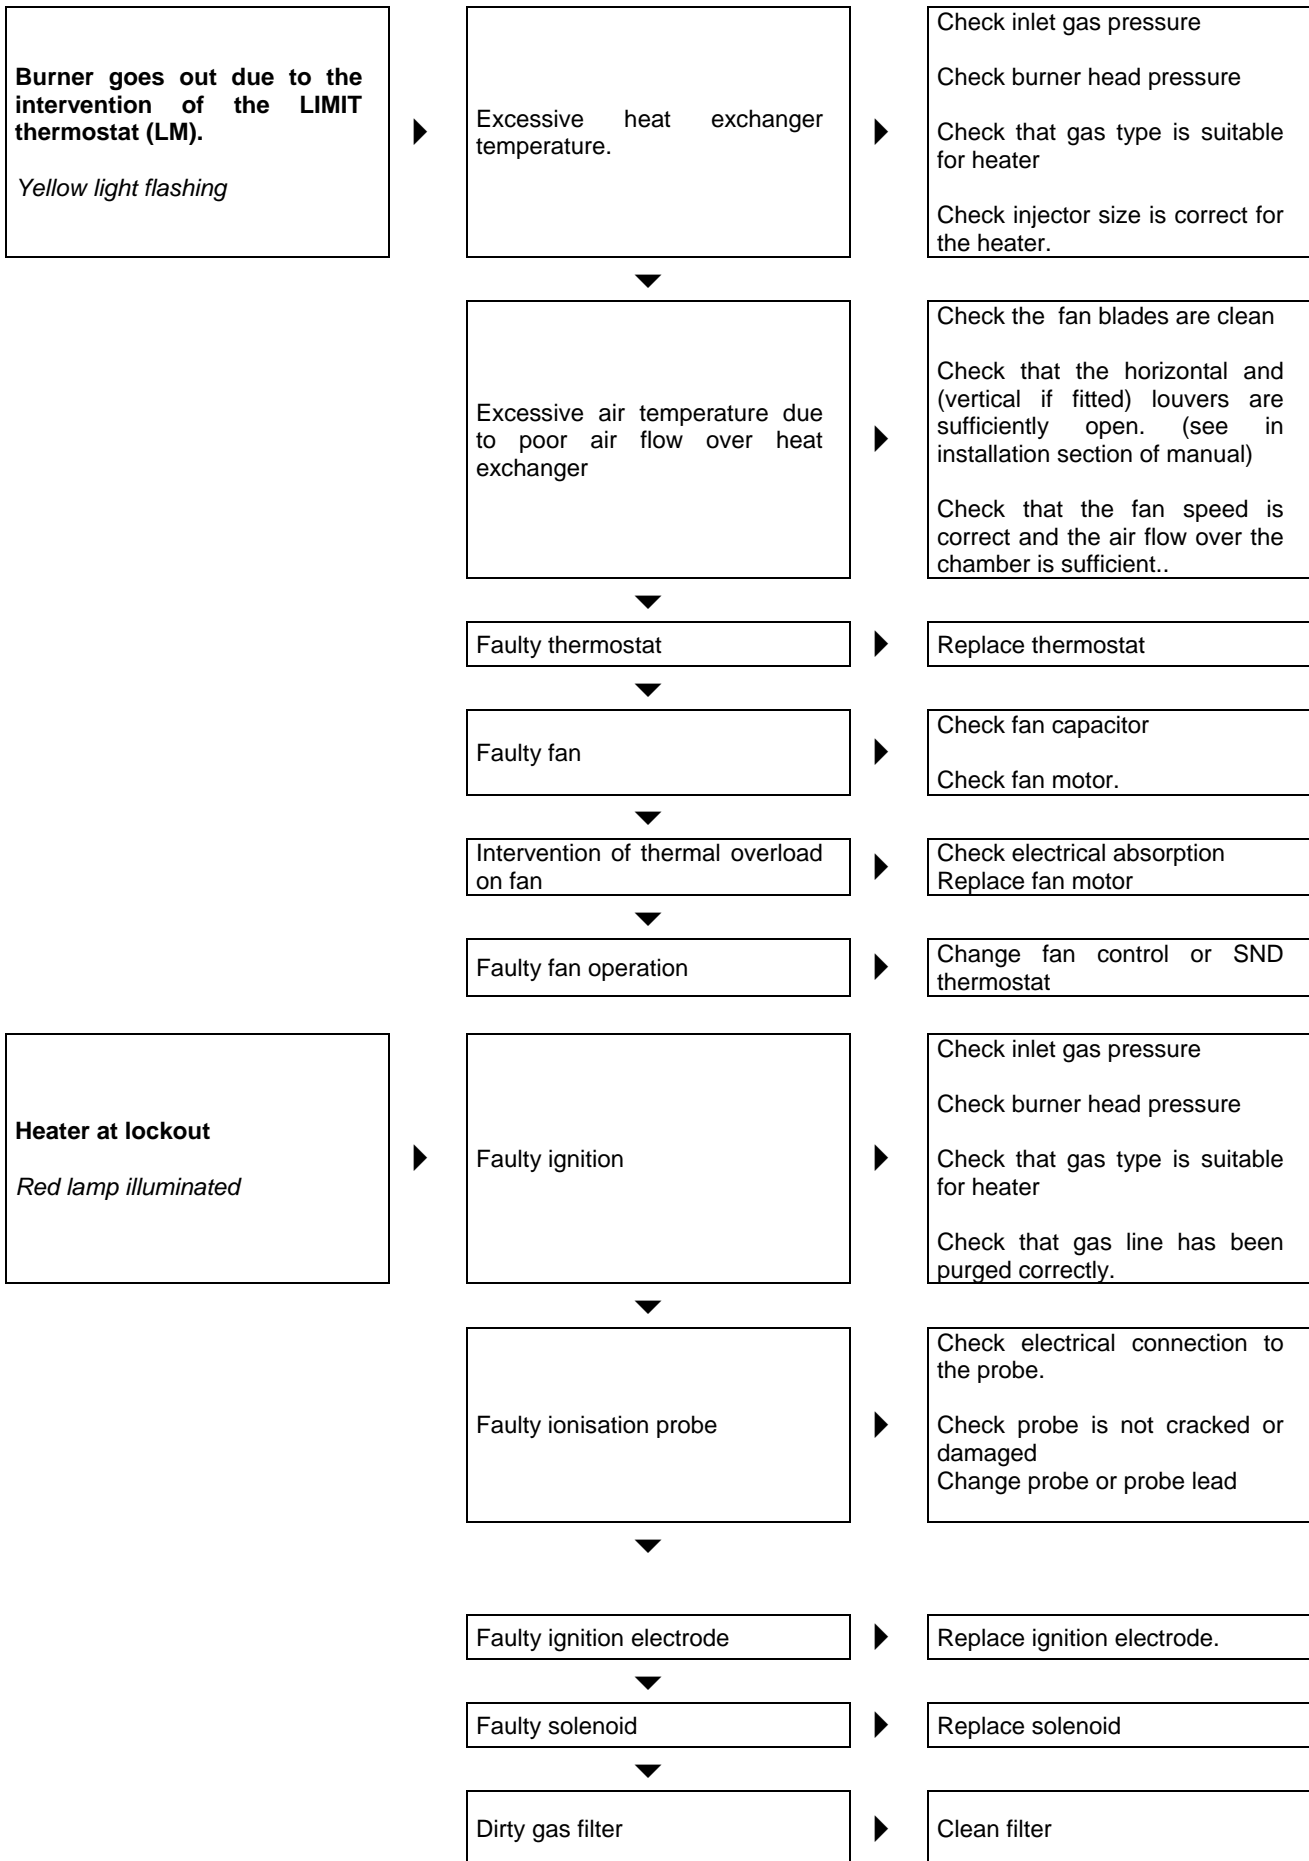 Burner goes out due to the
intervention of the LIMIT
thermostat (LM).
Yellow light flashing
Excessive heat exchanger
temperature.
Check inlet gas pressure
Check burner head pressure
Check that gas type is suitable
for heater
Check injector size is correct for
the heater.
Excessive air temperature due
to poor air flow over heat
exchanger
Check the fan blades are clean
Check that the horizontal and
(vertical if fitted) louvers are
sufficiently open. (see in
installation section of manual)
Check that the fan speed is
correct and the air flow over the
chamber is sufficient..
Faulty thermostat
Replace thermostat
Faulty fan
Check fan capacitor
Check fan motor.
Intervention of thermal overload
on fan
Check electrical absorption
Replace fan motor
Faulty fan operation
Change fan control or SND
thermostat
Heater at lockout
Red lamp illuminated
Faulty ignition
Check inlet gas pressure
Check burner head pressure
Check that gas type is suitable
for heater
Check that gas line has been
purged correctly.
Faulty ionisation probe
Check electrical connection to
the probe.
Check probe is not cracked or
damaged
Change probe or probe lead
Faulty ignition electrode
Replace ignition electrode.
Faulty solenoid
Replace solenoid
Dirty gas filter
Clean filter